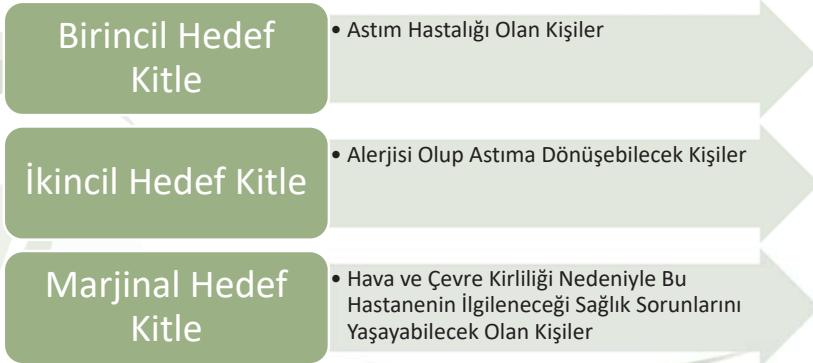 Birincil Hedef
Kitle
• Astım Hastalığı Olan Kişiler
İkincil Hedef Kitle
• Alerjisi Olup Astıma Dönüşebilecek Kişiler
Marjinal Hedef
Kitle
• Hava ve Çevre Kirliliği Nedeniyle Bu
Hastanenin İlgileneceği Sağlık Sorunlarını
Yaşayabilecek Olan Kişiler